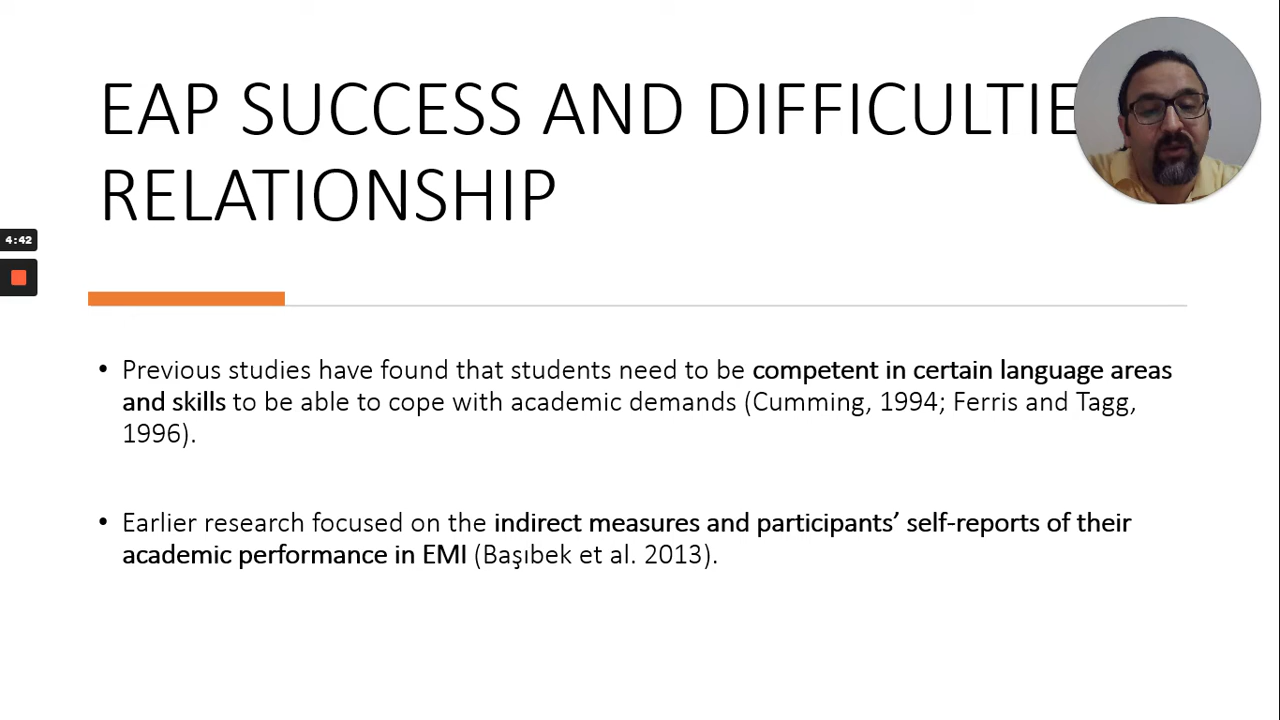 EAP SUCCESS AND DIFFICULTIE
RELATIONSHIP
4:42
• Previous studies have found that students need to be competent in certain language areas
and skills to be able to cope with academic demands (Cumming, 1994; Ferris and Tagg,
1996).
• Earlier research focused on the indirect measures and participants’ self-reports of their
academic performance in EMI (Başıbek et al. 2013).